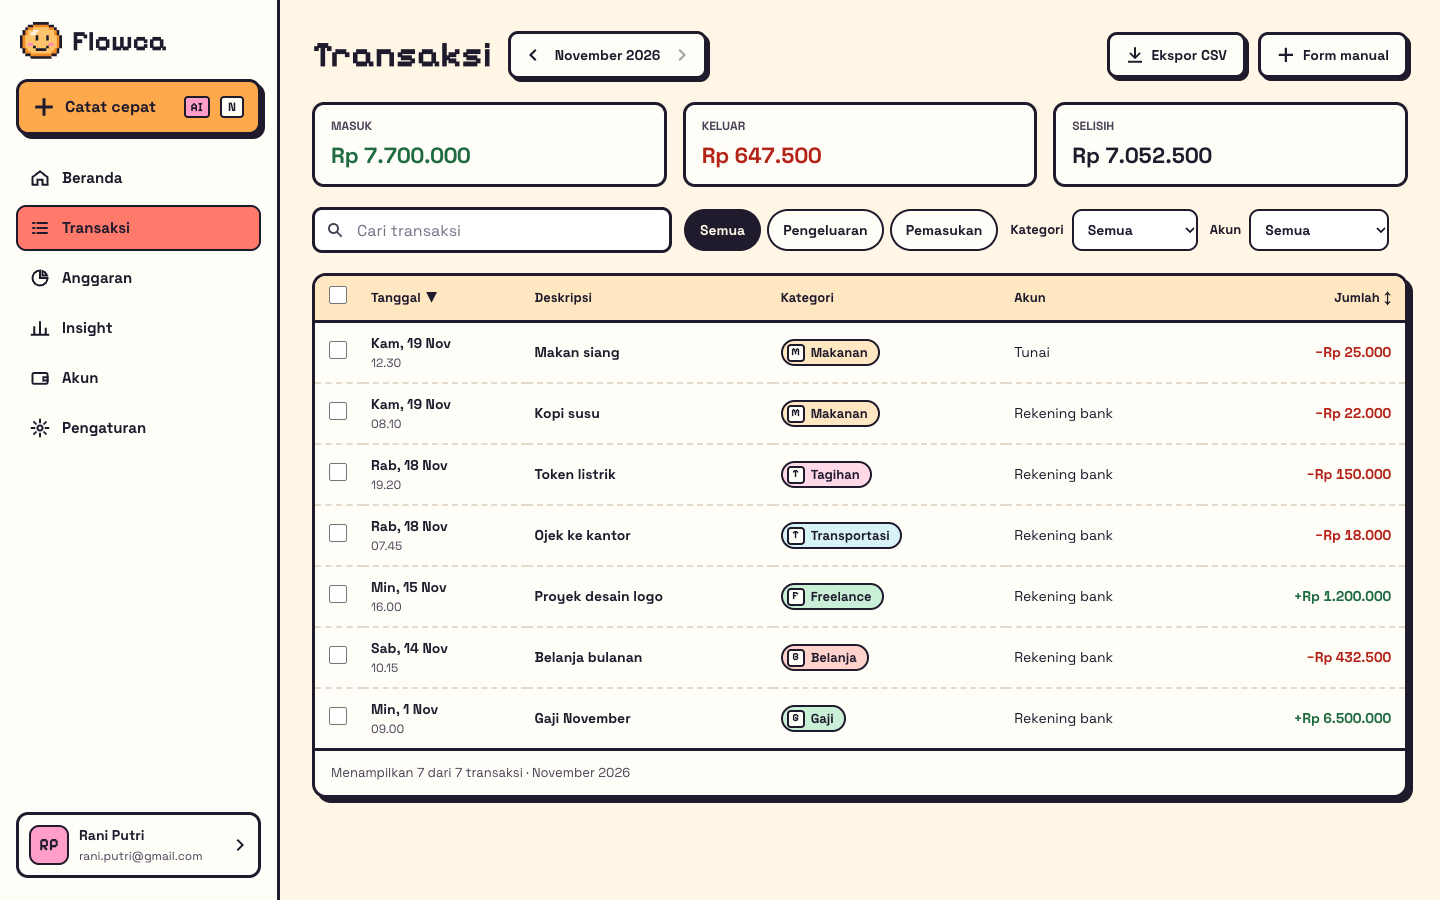 Flowca
Catat cepat AI N
Beranda
Transaksi
Anggaran
Insight
Akun
Pengaturan
RP
Rani Putri
rani.putri@gmail.com
Transaksi
November 2026
Ekspor CSV
Form manual
MASUK
Rp 7.700.000
KELUAR
Rp 647.500
SELISIH
Rp 7.052.500
Cari transaksi
Semua Pengeluaran Pemasukan Kategori Semua Akun Semua
Tanggal ▼ Deskripsi Kategori Akun Jumlah ↕
Kam, 19 Nov
12.30
Makan siang M Makanan Tunai −Rp 25.000
Kam, 19 Nov
08.10
Kopi susu M Makanan Rekening bank −Rp 22.000
Rab, 18 Nov
19.20
Token listrik T Tagihan Rekening bank −Rp 150.000
Rab, 18 Nov
07.45
Ojek ke kantor T Transportasi Rekening bank −Rp 18.000
Min, 15 Nov
16.00
Proyek desain logo F Freelance Rekening bank +Rp 1.200.000
Sab, 14 Nov
10.15
Belanja bulanan B Belanja Rekening bank −Rp 432.500
Min, 1 Nov
09.00
Gaji November G Gaji Rekening bank +Rp 6.500.000
Menampilkan 7 dari 7 transaksi · November 2026